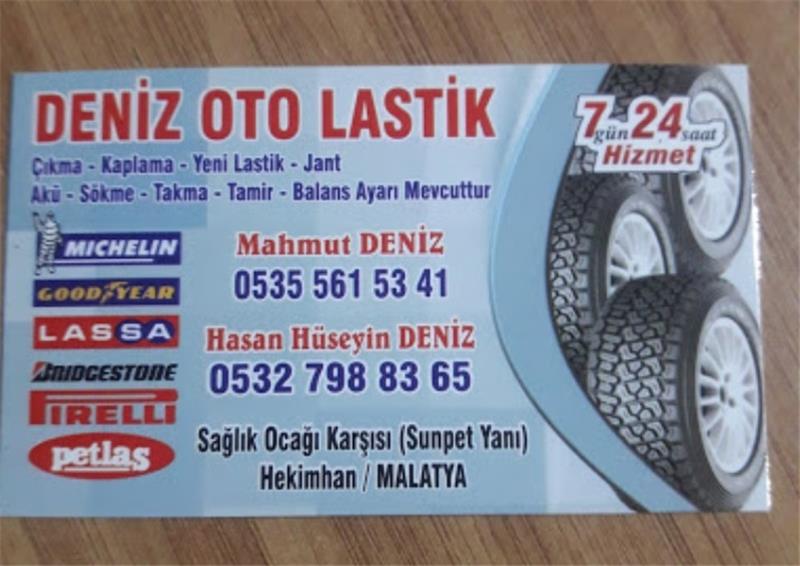 DENİZ OTO LASTİK
7 gün 24 saat
Hizmet
Çıkma - Kaplama - Yeni Lastik - Jant
Akü - Sökme - Takma - Tamir - Balans Ayarı Mevcuttur
MICHELIN
GOODYEAR
LASSA
BRIDGESTONE
PIRELLI
petlas
Mahmut DENİZ
0535 561 53 41
Hasan Hüseyin DENİZ
0532 798 83 65
Sağlık Ocağı Karşısı (Sunpet Yanı)
Hekimhan / MALATYA